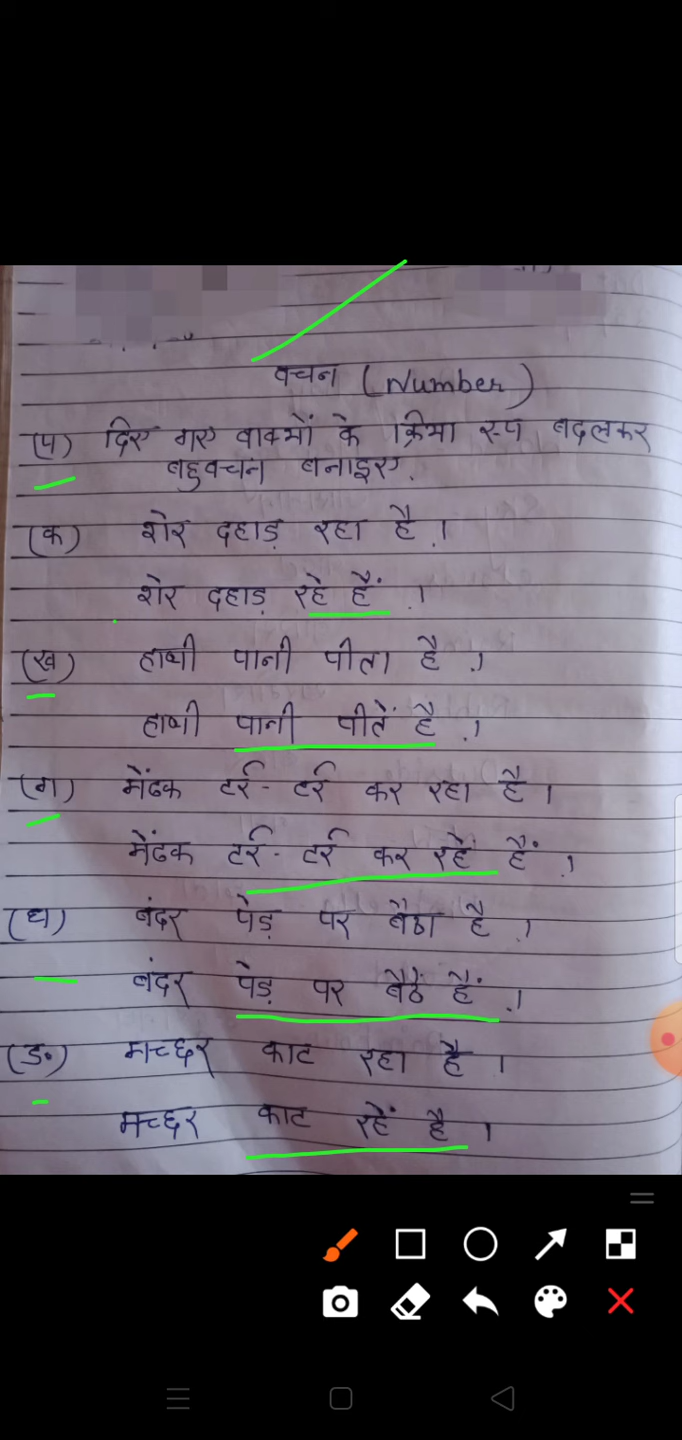 वचन (Number)
(प) दिए गए वाक्यों के क्रिया रूप बदलकर
बहुवचन बनाइए.
(क) शेर दहाड़ रहा है ।
शेर दहाड़ रहे हैं ।
(ख) हाथी पानी पीता है ।
हाथी पानी पीतें है ।
(ग) मेंढक टर्र-टर्र कर रहा है ।
मेंढक टर्र-टर्र कर रहें हैं ।
(घ) बंदर पेड़ पर बैठा है ।
बंदर पेड़ पर बैठें हैं ।
(ड.) मच्छर काट रहा है ।
मच्छर काट रहें है ।